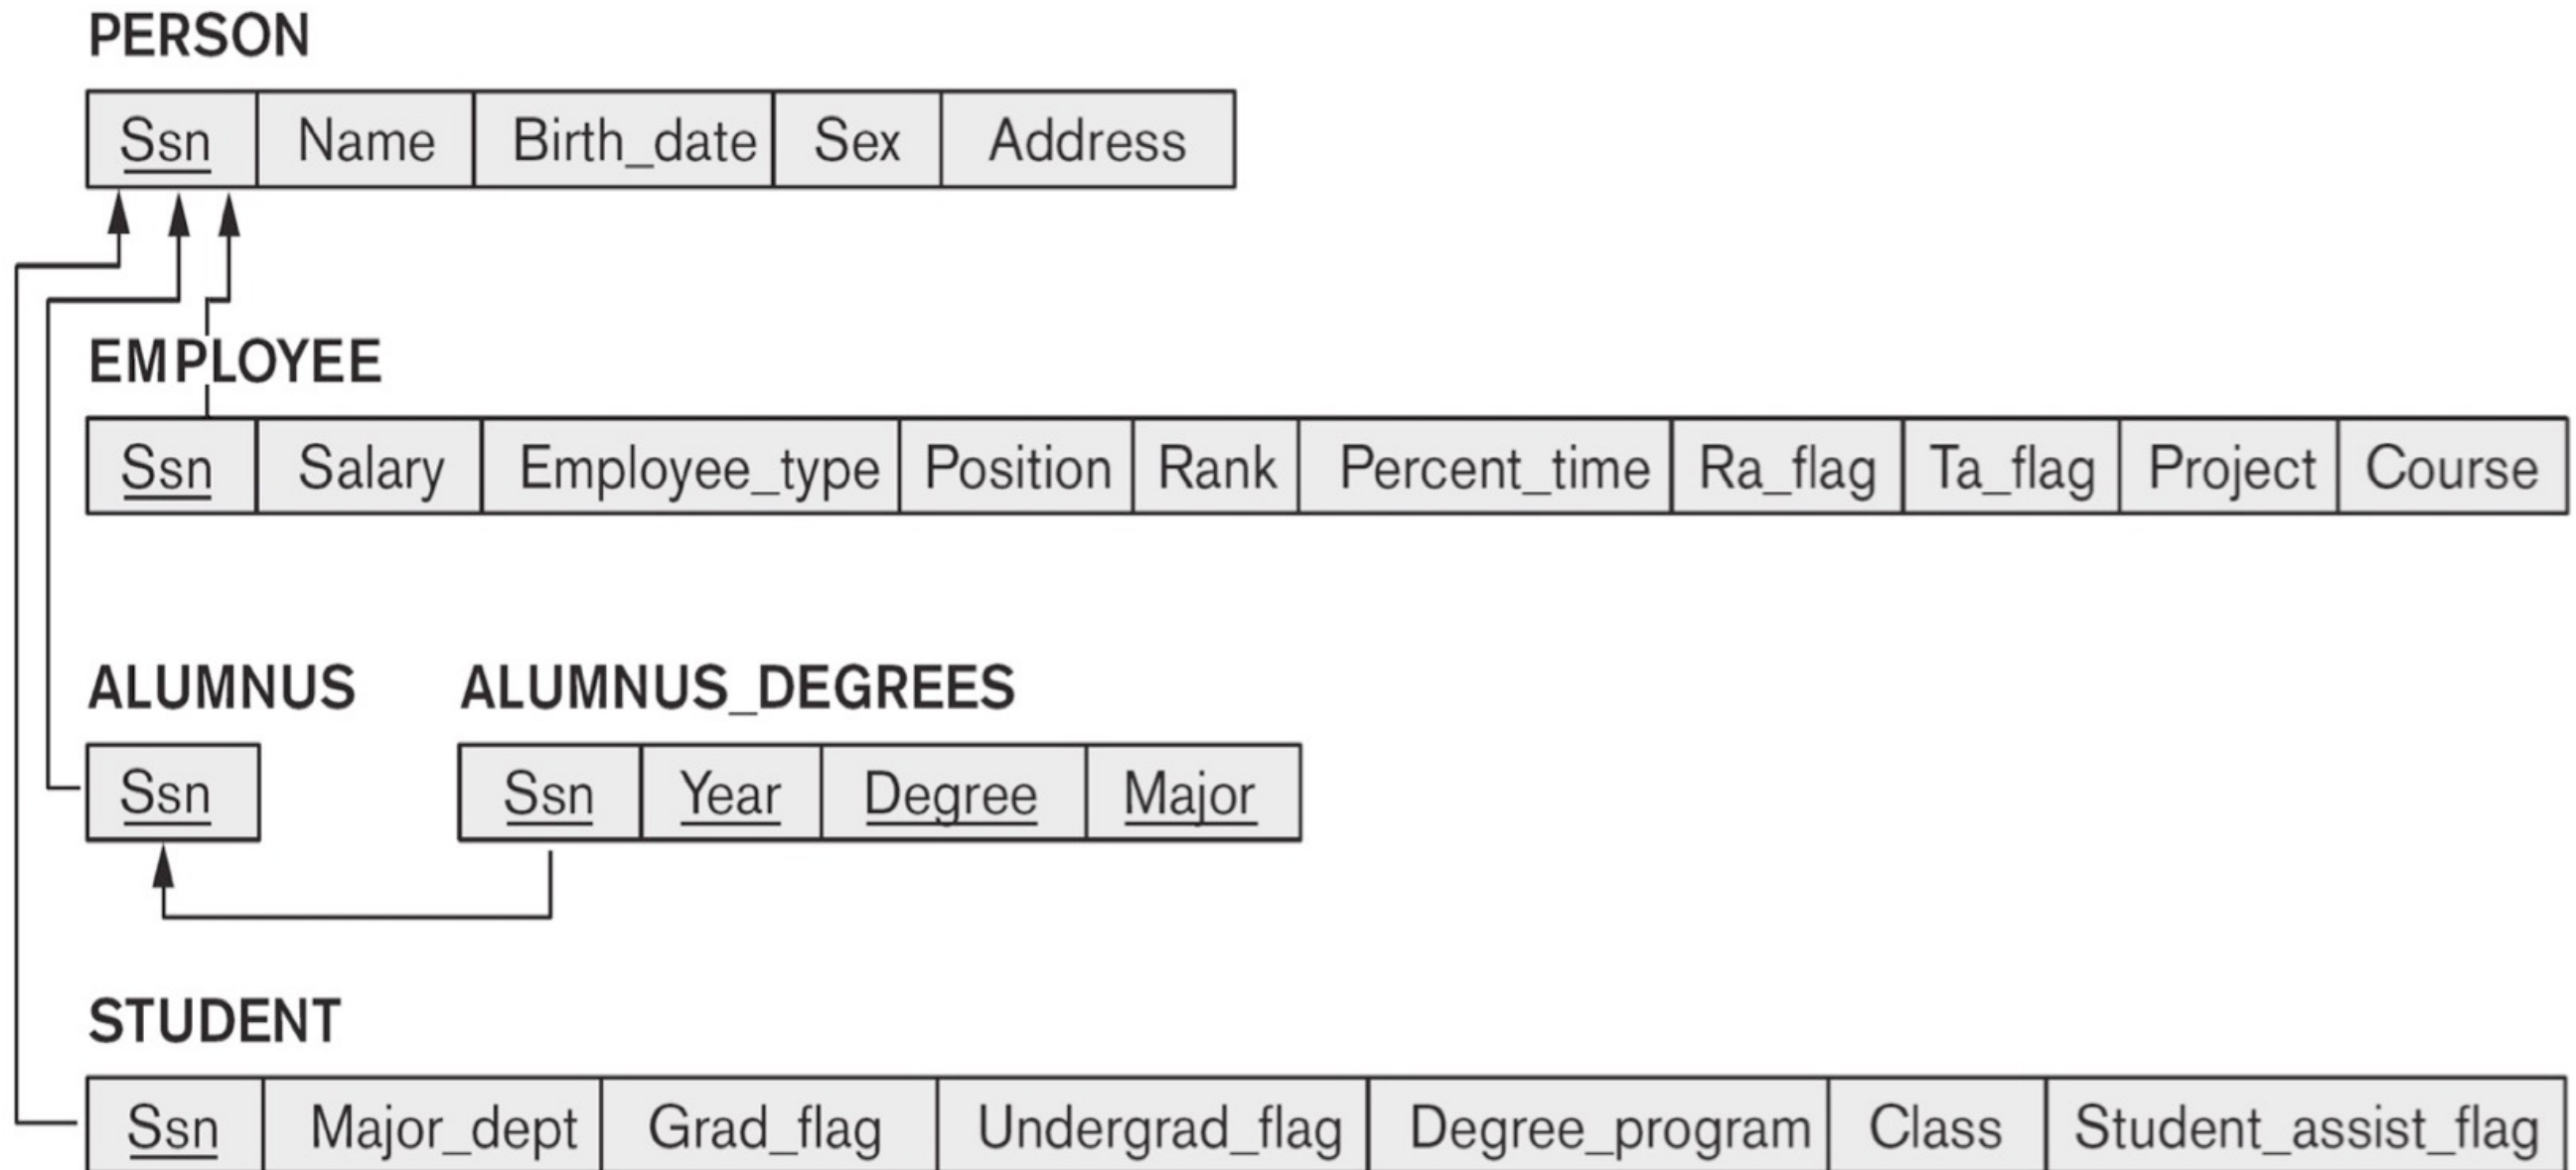 PERSON
Ssn Name Birth_date Sex Address
EMPLOYEE
Ssn Salary Employee_type Position Rank Percent_time Ra_flag Ta_flag Project Course
ALUMNUS ALUMNUS_DEGREES
Ssn Ssn Year Degree Major
STUDENT
Ssn Major_dept Grad_flag Undergrad_flag Degree_program Class Student_assist_flag